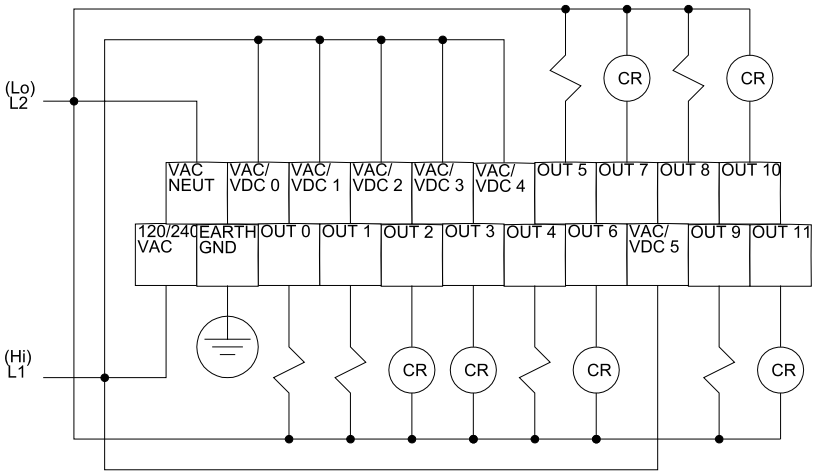 CR
CR
(Lo)
L2
VAC
NEUT
VAC/
VDC 0
VAC/
VDC 1
VAC/
VDC 2
VAC/
VDC 3
VAC/
VDC 4
OUT 5
OUT 7
OUT 8
OUT 10
120/240
VAC
EARTH
GND
OUT 0
OUT 1
OUT 2
OUT 3
OUT 4
OUT 6
VAC/
VDC 5
OUT 9
OUT 11
(Hi)
L1
CR
CR
CR
CR